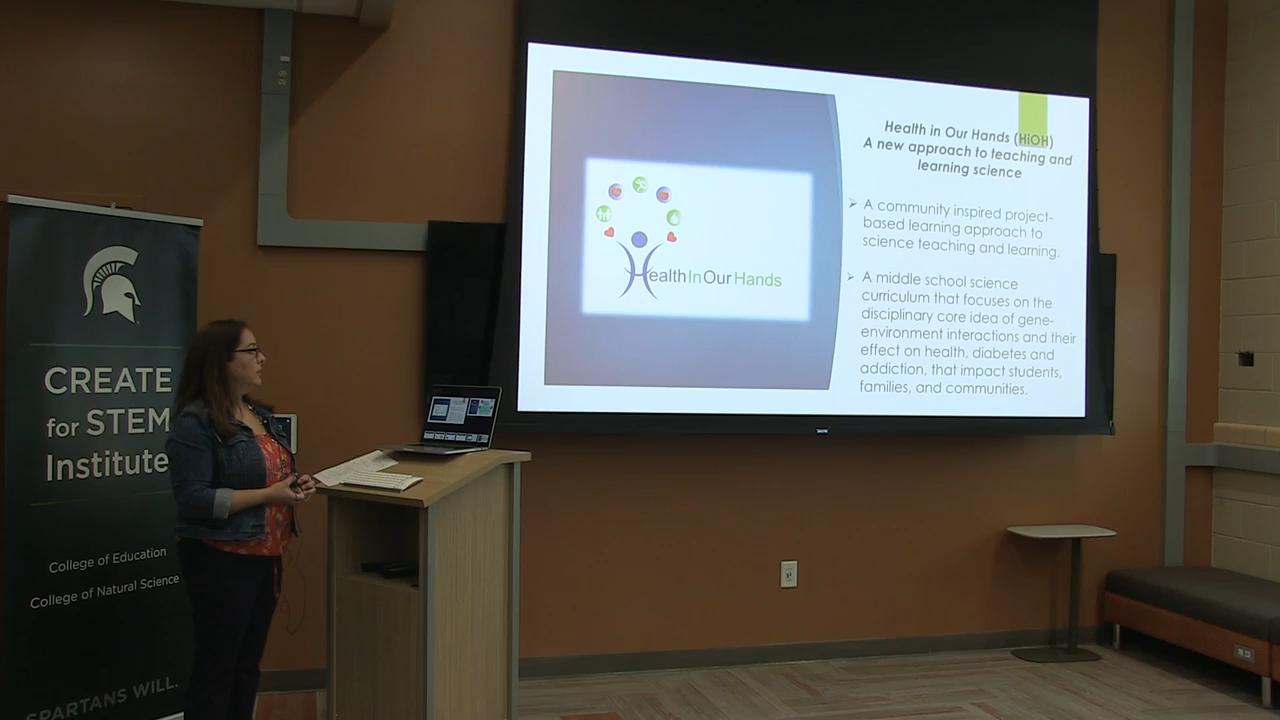 CREATE
for STEM
Institute
College of Education
College of Natural Science
SPARTANS WILL.
HealthInOurHands
Health in Our Hands (HiOH)
A new approach to teaching and
learning science
A community inspired project-
based learning approach to
science teaching and learning.
A middle school science
curriculum that focuses on the
disciplinary core idea of gene-
environment interactions and their
effect on health, diabetes and
addiction, that impact students,
families, and communities.